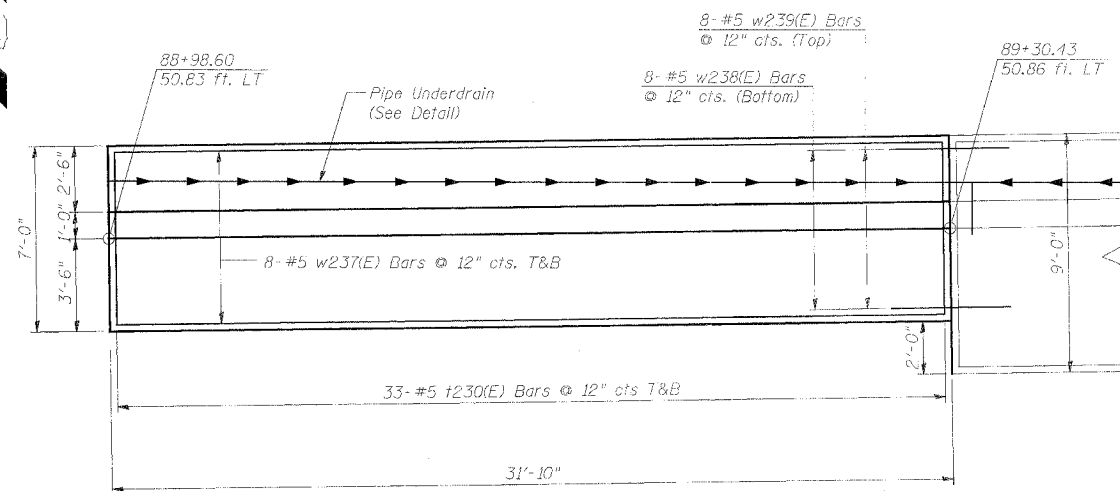 8-#5 w239(E) Bars
@ 12" cts. (Top)
88+98.60
50.83 ft. LT
89+30.43
50.86 ft. LT
8-#5 w238(E) Bars
@ 12" cts. (Bottom)
Pipe Underdrain
(See Detail)
2'-6"
1'-0"
7'-0"
3'-6"
8-#5 w237(E) Bars @ 12" cts. T&B
9'-0"
2'-0"
33-#5 t230(E) Bars @ 12" cts T&B
31'-10"